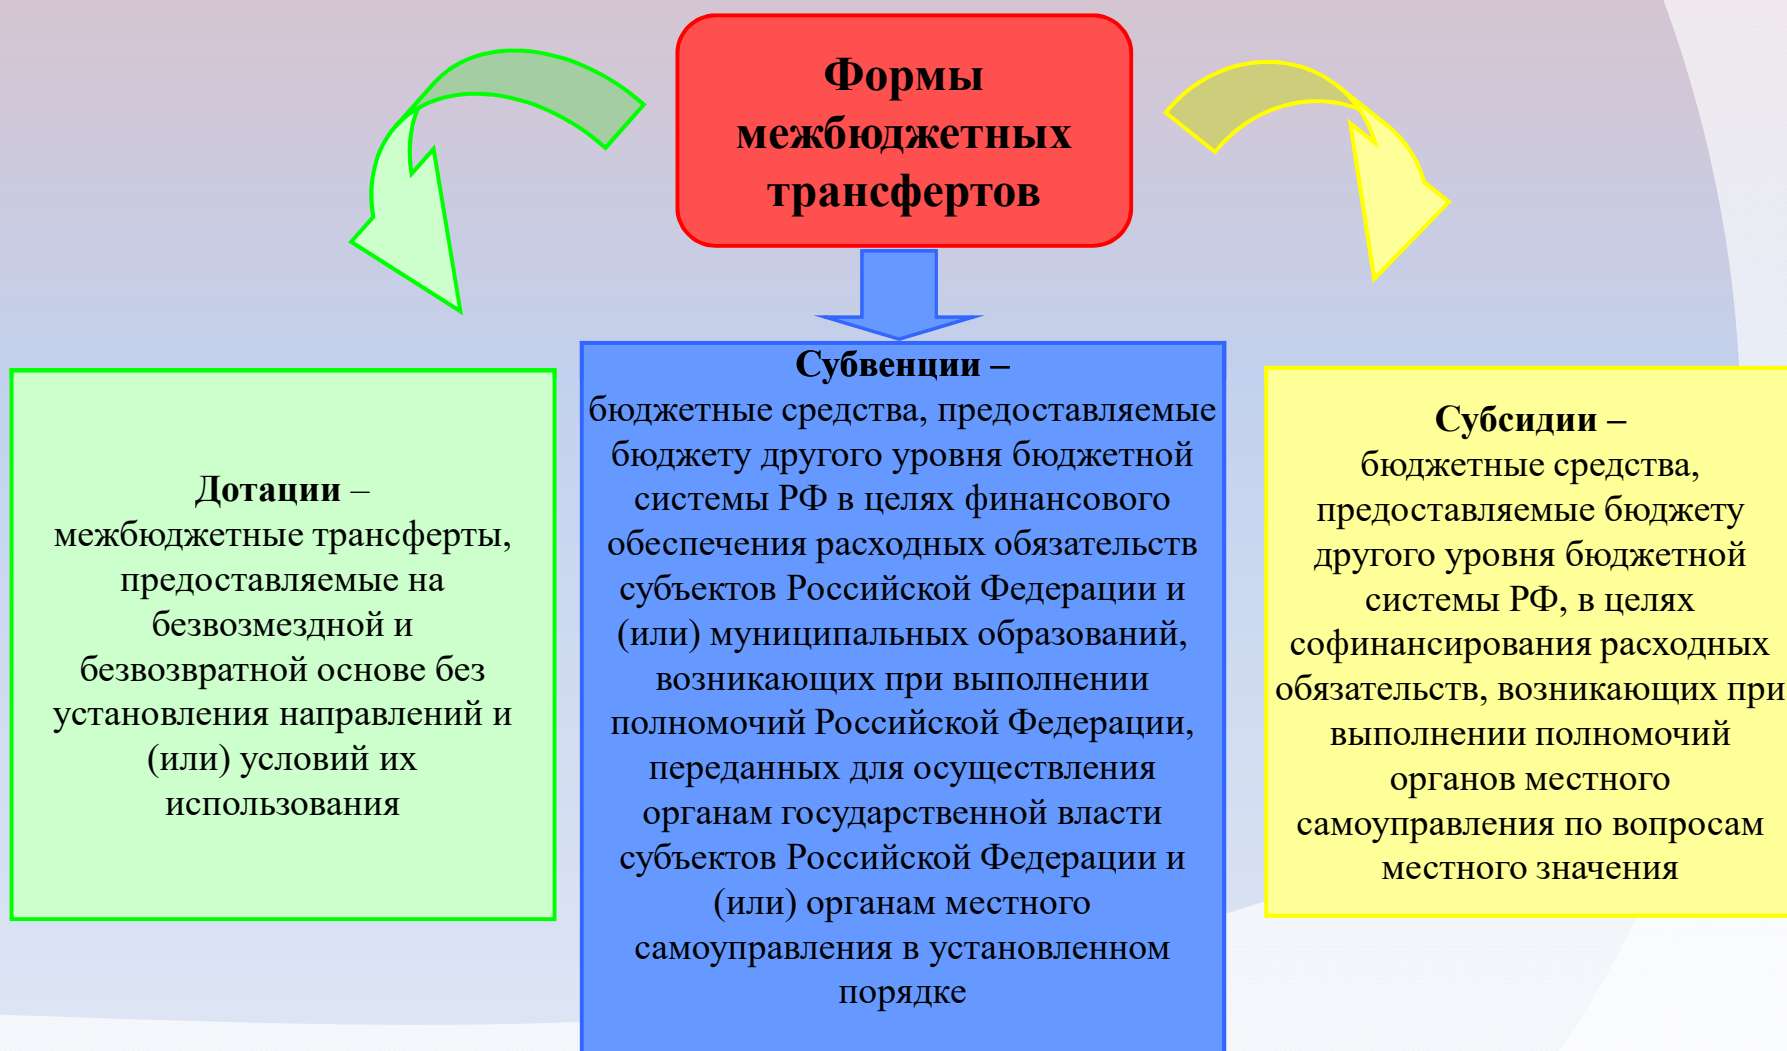 Формы
межбюджетных
трансфертов
Дотации –
межбюджетные трансферты,
предоставляемые на
безвозмездной и
безвозвратной основе без
установления направлений и
(или) условий их
использования
Субвенции –
бюджетные средства, предоставляемые
бюджету другого уровня бюджетной
системы РФ в целях финансового
обеспечения расходных обязательств
субъектов Российской Федерации и
(или) муниципальных образований,
возникающих при выполнении
полномочий Российской Федерации,
переданных для осуществления
органам государственной власти
субъектов Российской Федерации и
(или) органам местного
самоуправления в установленном
порядке
Субсидии –
бюджетные средства,
предоставляемые бюджету
другого уровня бюджетной
системы РФ, в целях
софинансирования расходных
обязательств, возникающих при
выполнении полномочий
органов местного
самоуправления по вопросам
местного значения